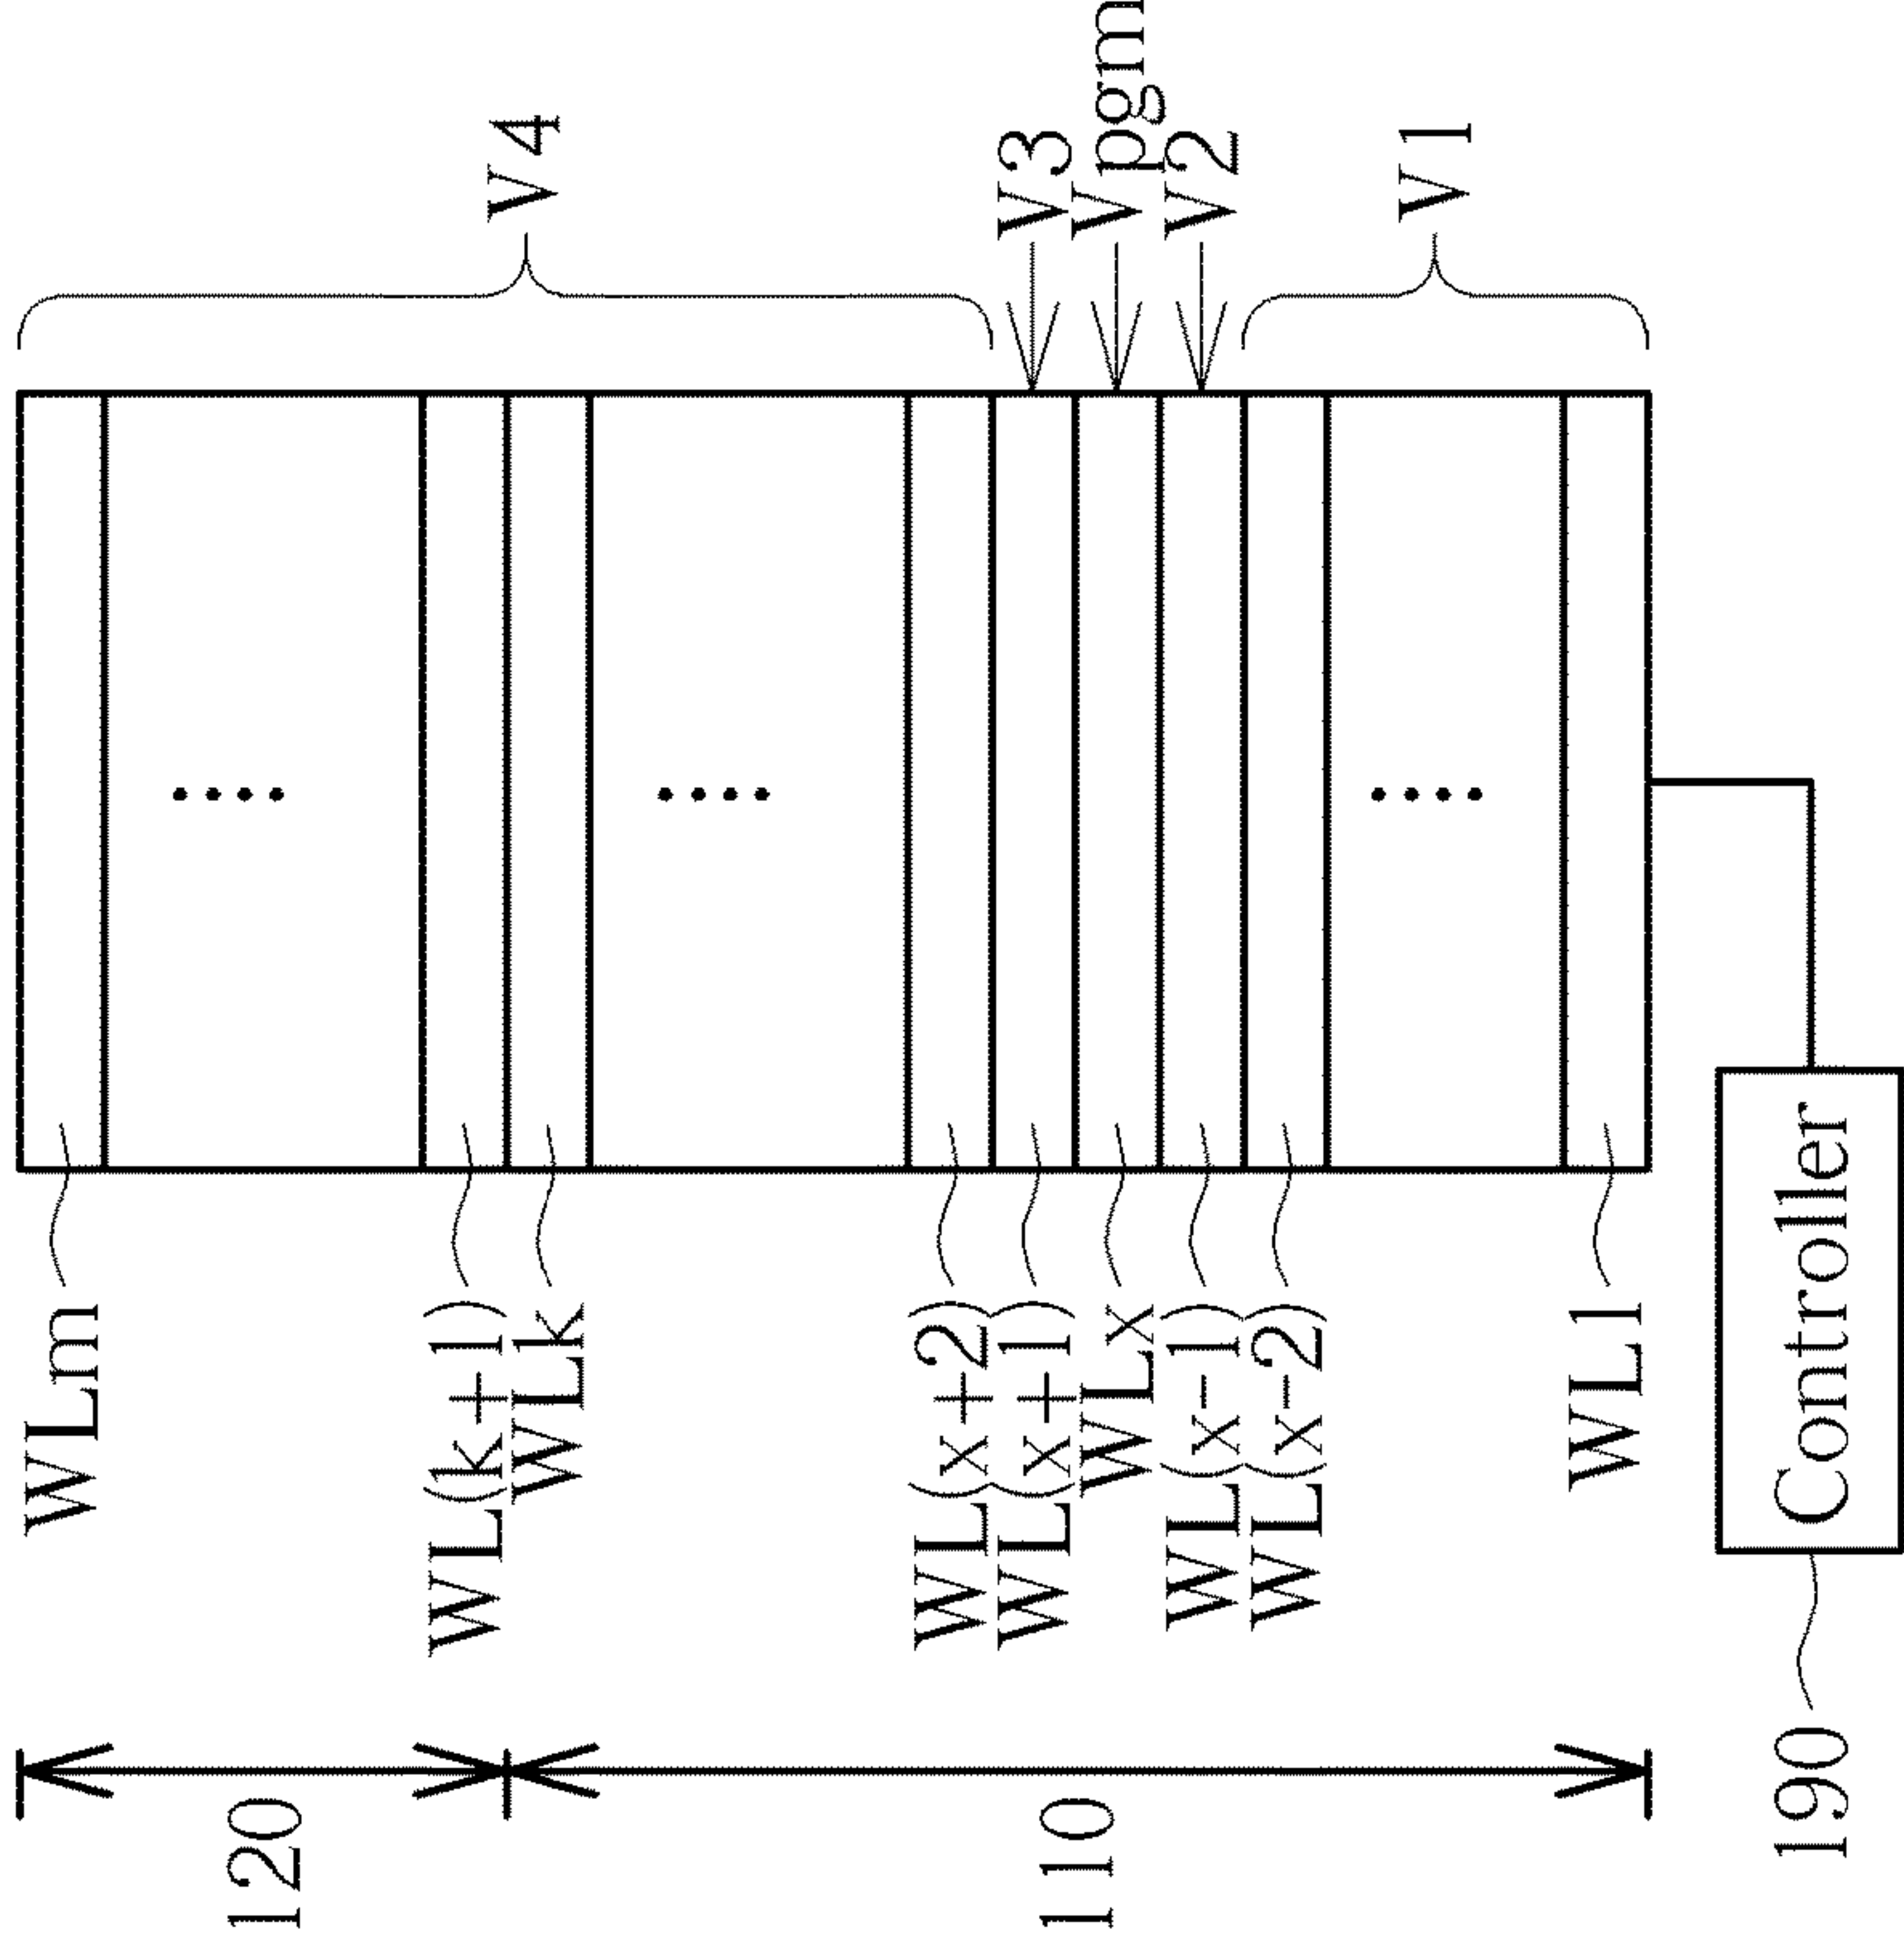 V4
V3
Vpgm
V2
V1
WLm
WL(k+1)
WLk
WL(x+2)
WL(x+1)
WLx
WL(x-1)
WL(x-2)
WL1
120
110
Controller
190